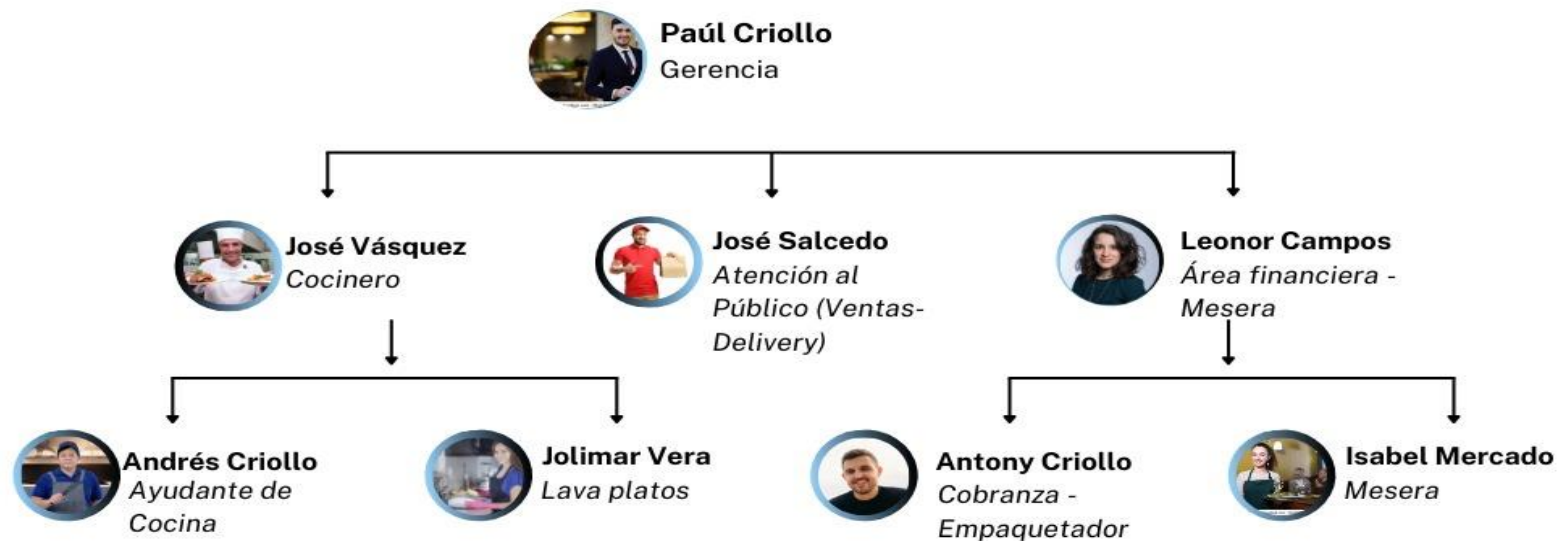 Paúl Criollo
Gerencia
José Vásquez
Cocinero
José Salcedo
Atención al
Público (Ventas-
Delivery)
Leonor Campos
Área financiera -
Mesera
Andrés Criollo
Ayudante de
Cocina
Jolimar Vera
Lava platos
Antony Criollo
Cobranza -
Empaquetador
Isabel Mercado
Mesera